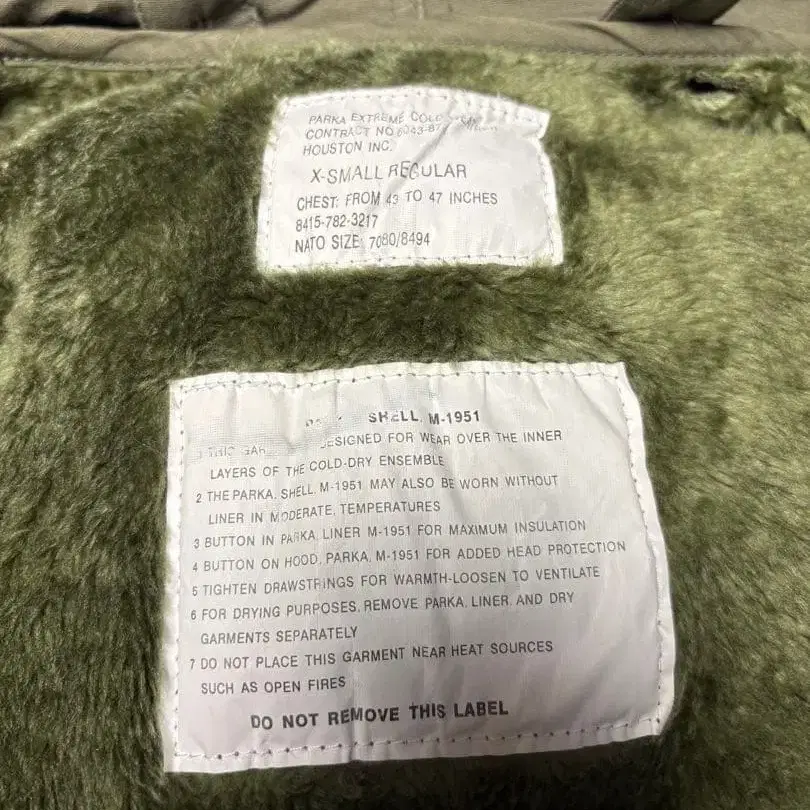 PARKA EXTREME COLD
CONTRACT NO.
HOUSTON INC.
X-SMALL REGULAR
CHEST: FROM 43 TO 47 INCHES
8415-782-3217
NATO SIZE: 7080/8494
SHELL, M-1951
1 THIS DESIGNED FOR WEAR OVER THE INNER
LAYERS OF THE COLD-DRY ENSEMBLE
2 THE PARKA, SHELL, M-1951 MAY ALSO BE WORN WITHOUT
LINER IN MODERATE, TEMPERATURES
3 BUTTON IN PARKA, LINER M-1951 FOR MAXIMUM INSULATION
4 BUTTON ON HOOD, PARKA, M-1951 FOR ADDED HEAD PROTECTION
5 TIGHTEN DRAWSTRINGS FOR WARMTH-LOOSEN TO VENTILATE
6 FOR DRYING PURPOSES, REMOVE PARKA, LINER, AND DRY
GARMENTS SEPARATELY
7 DO NOT PLACE THIS GARMENT NEAR HEAT SOURCES
SUCH AS OPEN FIRES
DO NOT REMOVE THIS LABEL